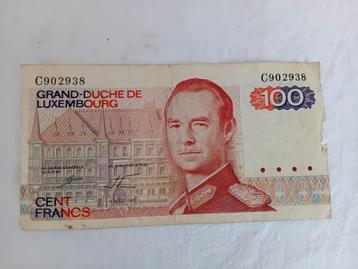 C902938
C902938
GRAND-DUCHE DE
LUXEMBOURG
100
CENT
FRANCS